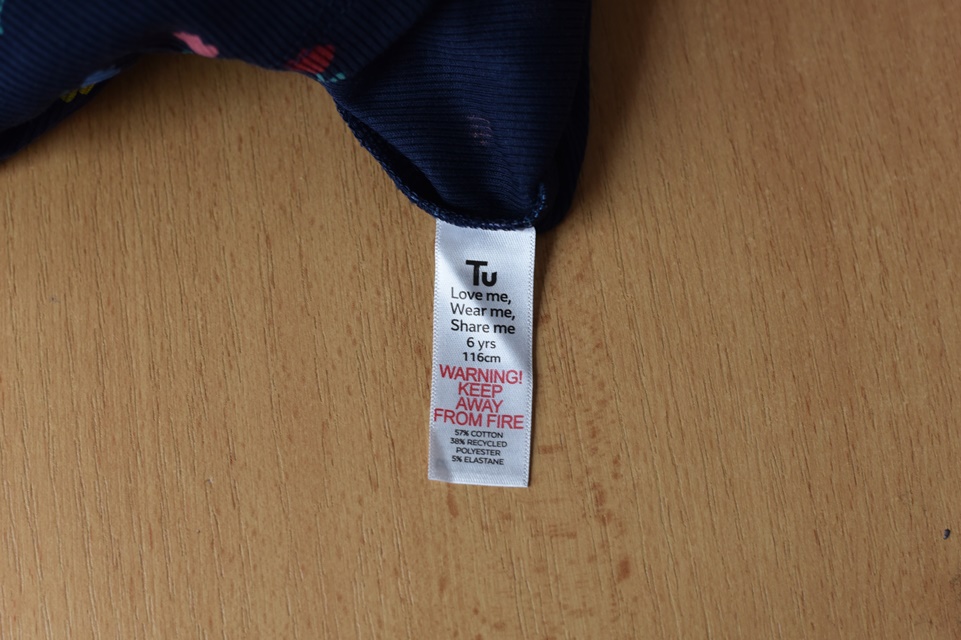 Tu
Love me,
Wear me,
Share me
6 yrs
116cm
WARNING!
KEEP
AWAY
FROM FIRE
57% COTTON
38% RECYCLED
POLYESTER
5% ELASTANE